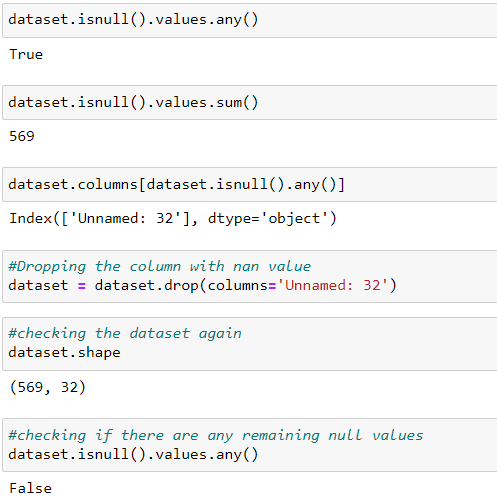 dataset.isnull().values.any()
True
dataset.isnull().values.sum()
569
dataset.columns[dataset.isnull().any()]
Index(['Unnamed: 32'], dtype='object')
#Dropping the column with nan value
dataset = dataset.drop(columns='Unnamed: 32')
#checking the dataset again
dataset.shape
(569, 32)
#checking if there are any remaining null values
dataset.isnull().values.any()
False